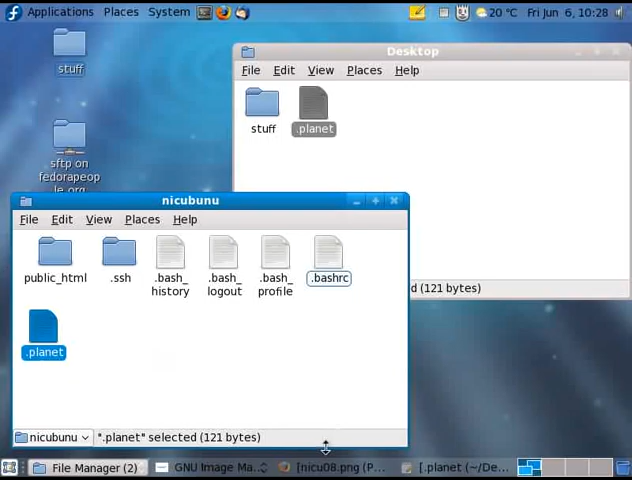 Applications Places System
20 °C Fri Jun 6, 10:28
stuff
sftp on
fedorapeop
le.org
Desktop
File Edit View Places Help
stuff
.planet
d (121 bytes)
nicubunu
File Edit View Places Help
public_html
.ssh
.bash_
history
.bash_
logout
.bash_
profile
.bashrc
.planet
nicubunu
".planet" selected (121 bytes)
File Manager (2)
GNU Image Ma...
[nicu08.png (P...
[.planet (~/De...